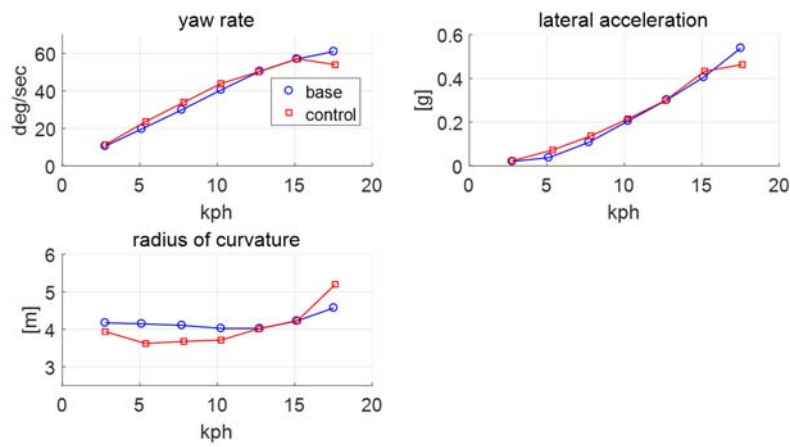 yaw rate
deg/sec
60
40
20
0
0 5 10 15 20
kph
base
control
lateral acceleration
[g]
0.6
0.4
0.2
0
0 5 10 15 20
kph
radius of curvature
[m]
6
5
4
3
0 5 10 15 20
kph